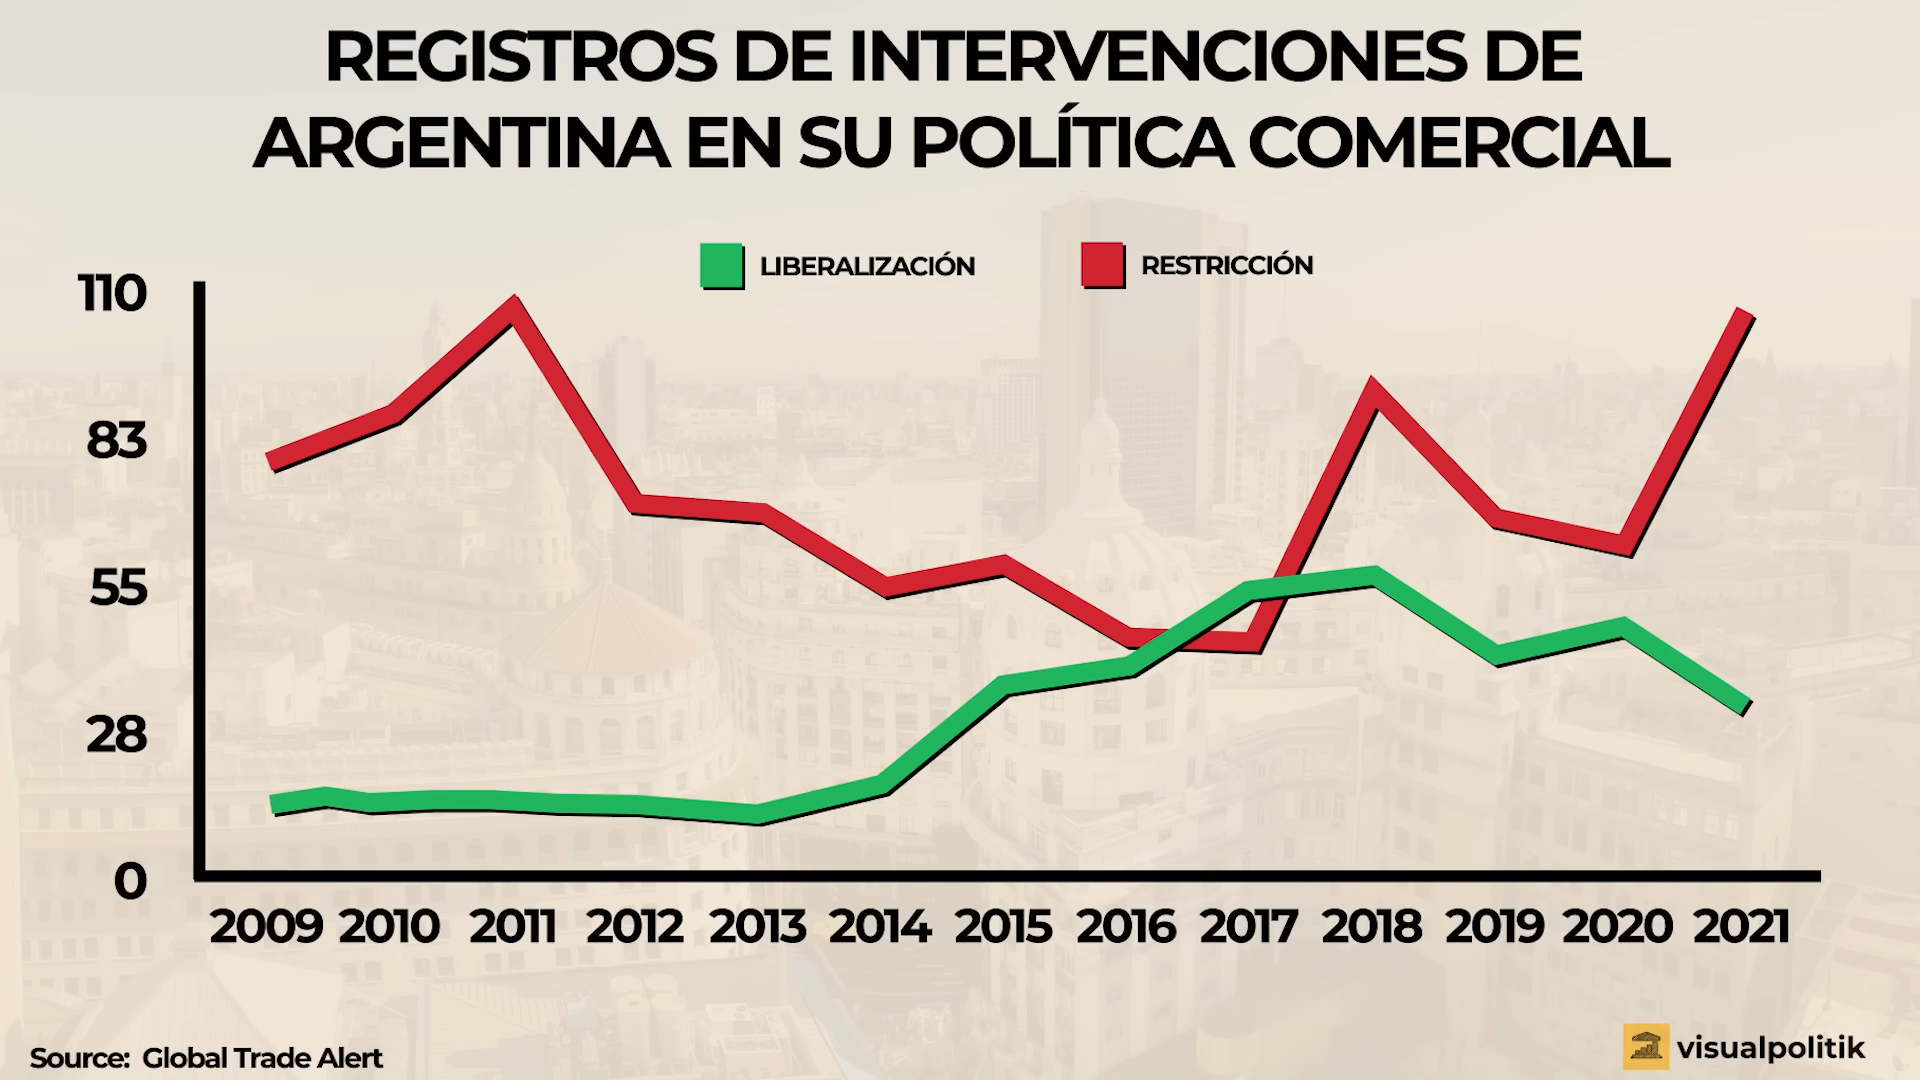 REGISTROS DE INTERVENCIONES DE
ARGENTINA EN SU POLÍTICA COMERCIAL
LIBERALIZACIÓN
RESTRICCIÓN
110
83
55
28
0
2009 2010 2011 2012 2013 2014 2015 2016 2017 2018 2019 2020 2021
Source: Global Trade Alert
visualpolitik